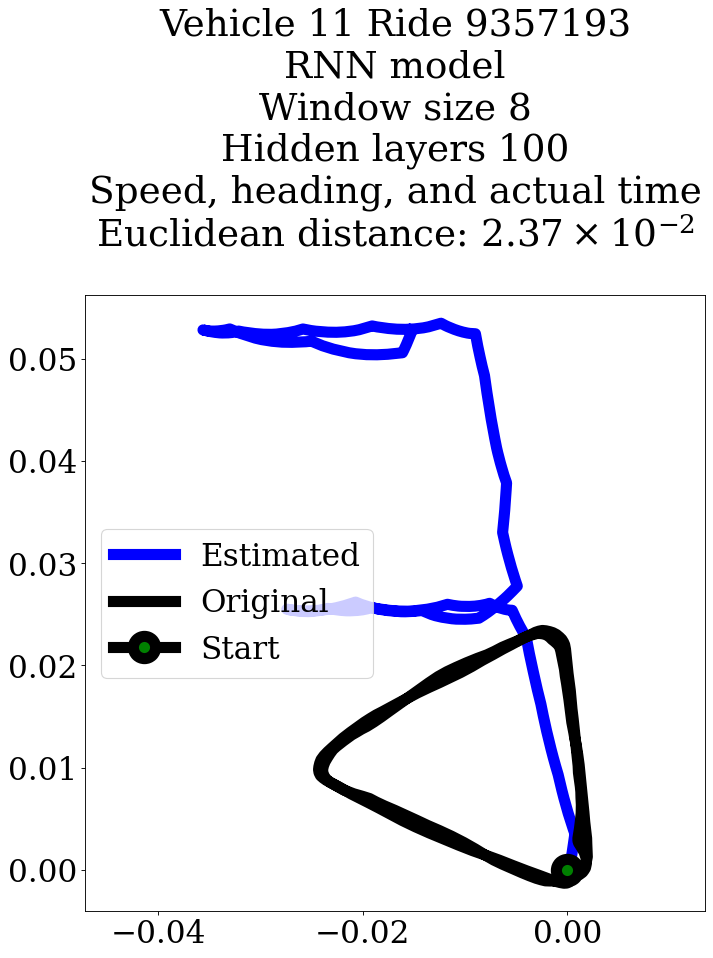 Vehicle 11 Ride 9357193
RNN model
Window size 8
Hidden layers 100
Speed, heading, and actual time
Euclidean distance: 2.37 × 10⁻²
0.05
0.04
0.03
0.02
0.01
0.00
Estimated
Original
Start
−0.04
−0.02
0.00